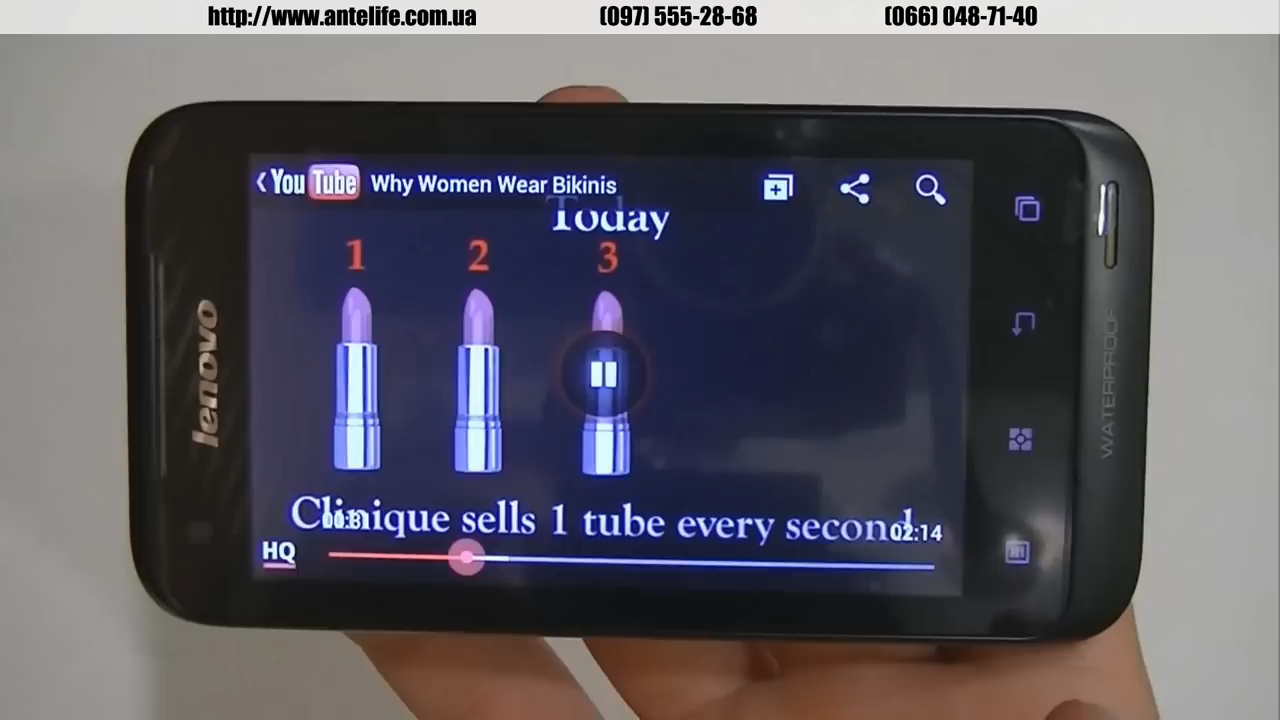 http://www.antelife.com.ua (097) 555-28-68 (066) 048-71-40
You Tube Why Women Wear Bikinis
Today
1 2 3
Clinique sells 1 tube every second
02:14
HQ
lenovo
WATERPROOF